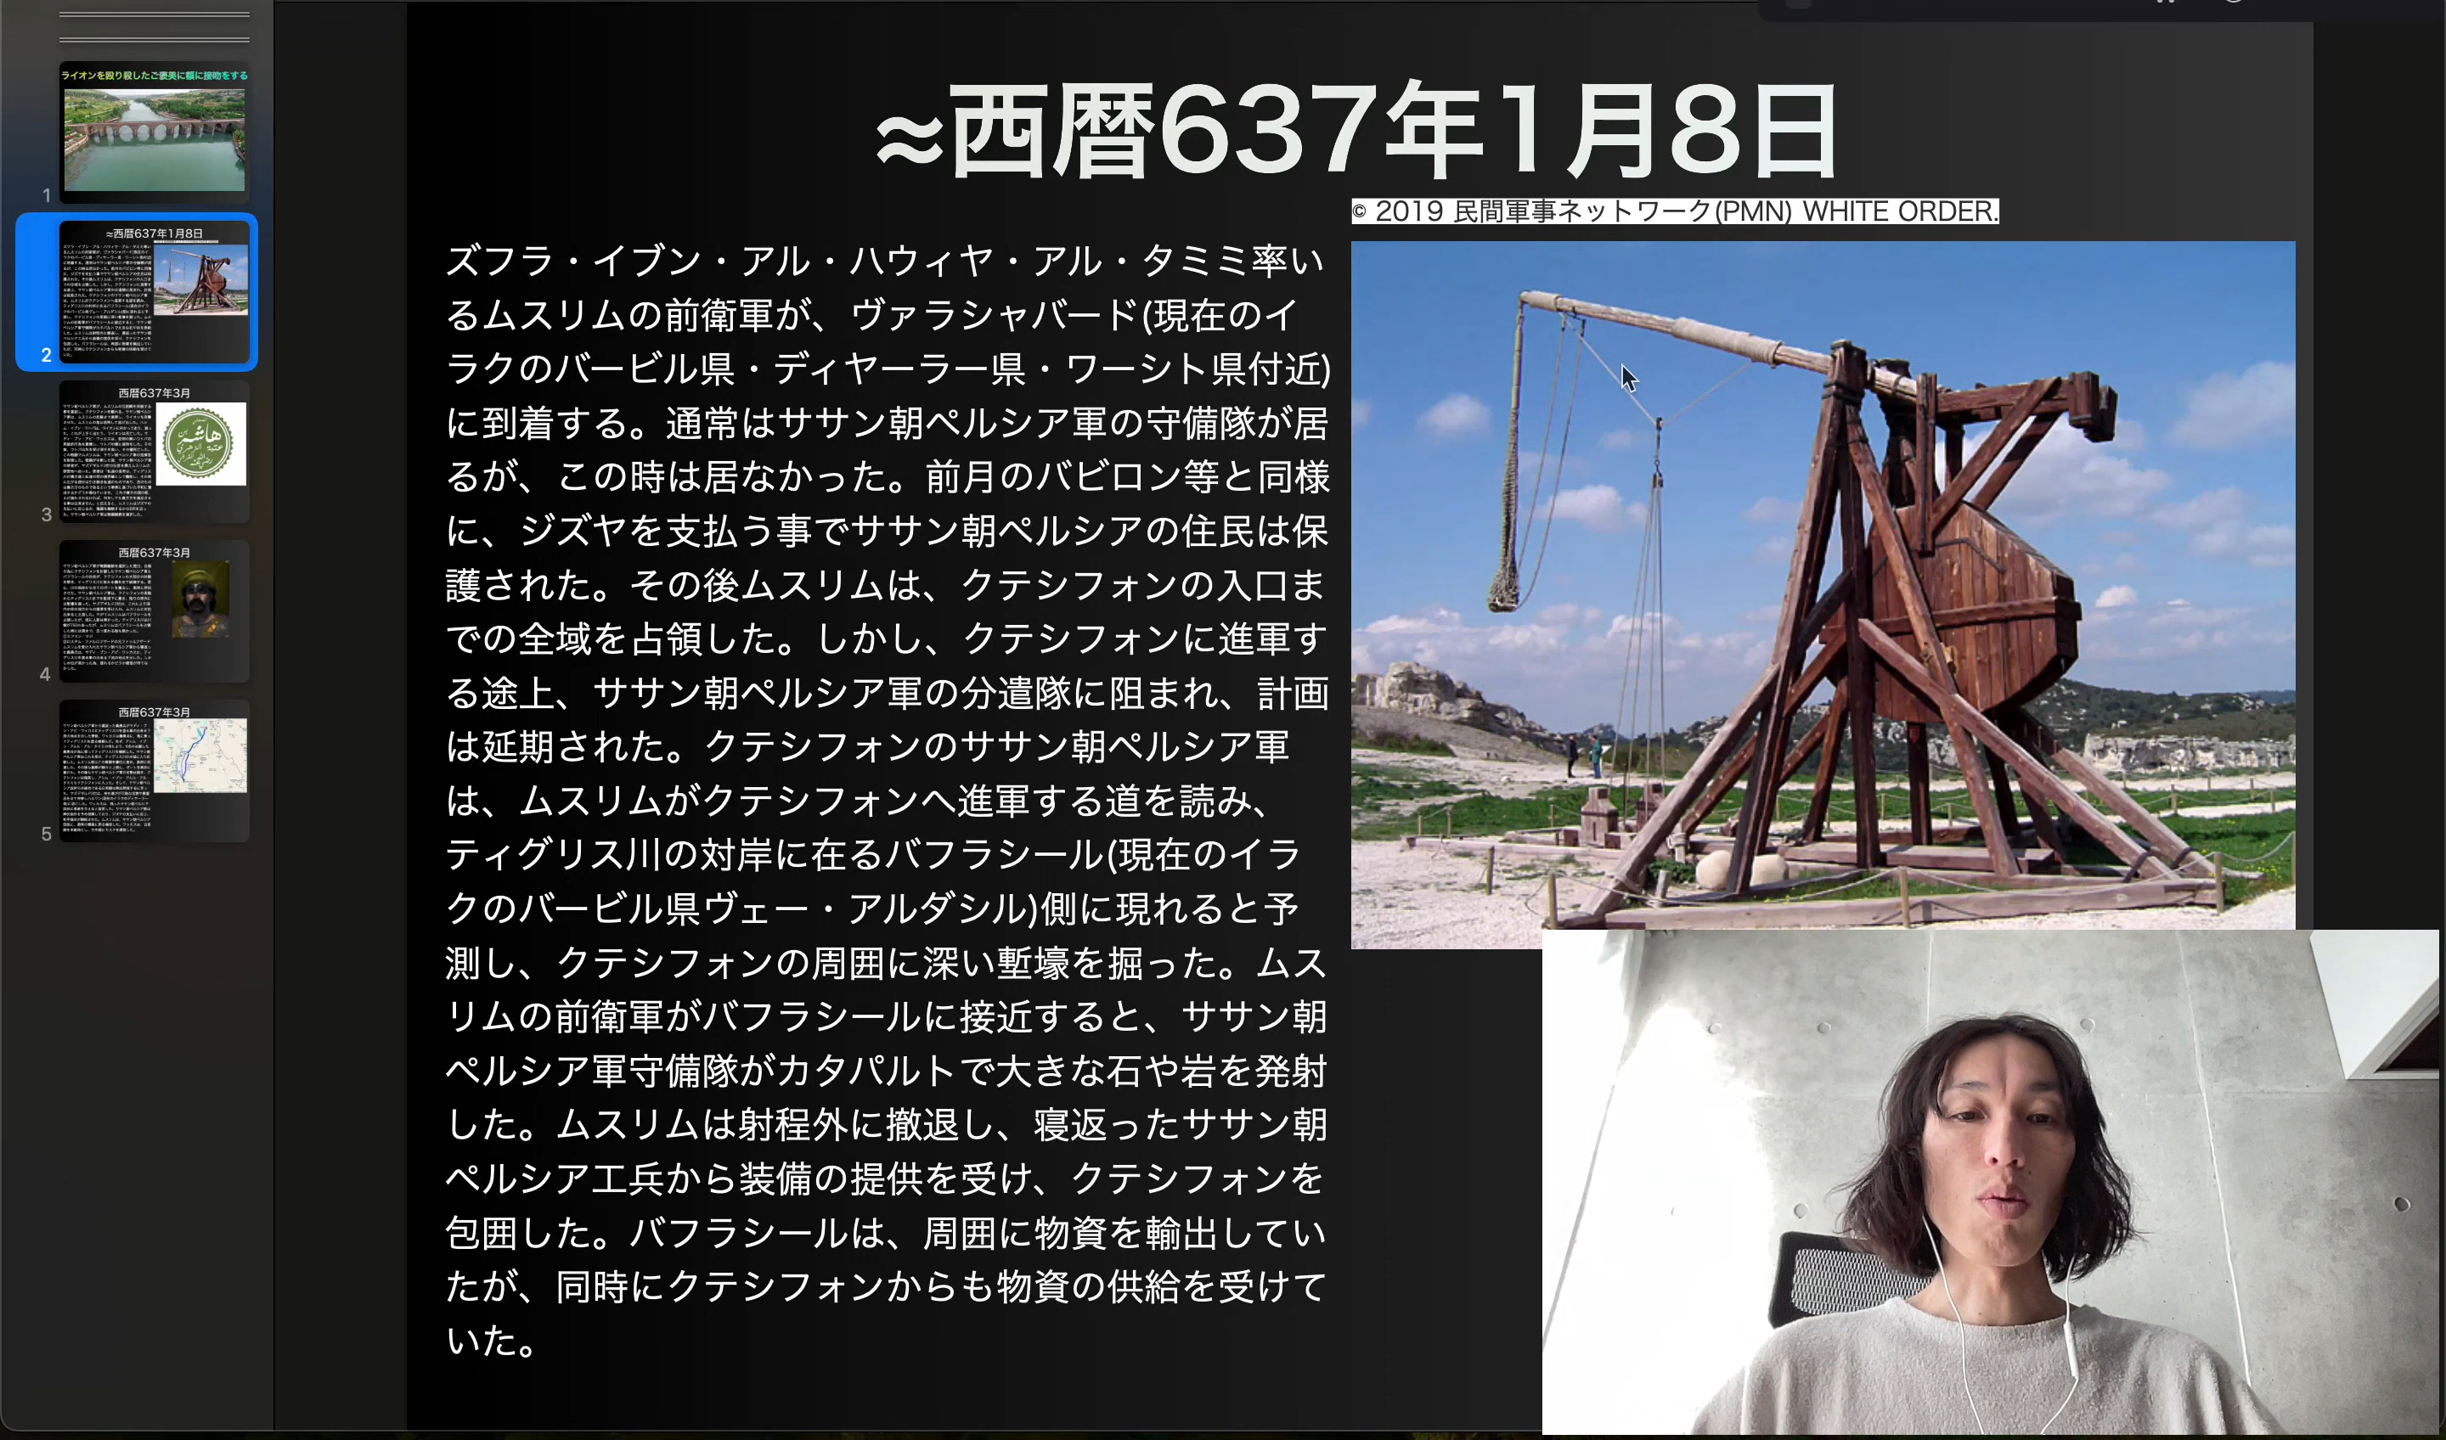 ライオンを殴り殺したご褒美に額に接吻をする
1
≈西暦637年1月8日
2
西暦637年3月
3
西暦637年3月
4
西暦637年3月
5
≈西暦637年1月8日
© 2019 民間軍事ネットワーク(PMN) WHITE ORDER.
ズフラ・イブン・アル・ハウィヤ・アル・タミミ率い
るムスリムの前衛軍が、ヴァラシャバード(現在のイ
ラクのバービル県・ディヤーラー県・ワーシト県付近)
に到着する。通常はササン朝ペルシア軍の守備隊が居
るが、この時は居なかった。前月のバビロン等と同様
に、ジズヤを支払う事でササン朝ペルシアの住民は保
護された。その後ムスリムは、クテシフォンの入口ま
での全域を占領した。しかし、クテシフォンに進軍す
る途上、ササン朝ペルシア軍の分遣隊に阻まれ、計画
は延期された。クテシフォンのササン朝ペルシア軍
は、ムスリムがクテシフォンへ進軍する道を読み、
ティグリス川の対岸に在るバフラシール(現在のイラ
クのバービル県ヴェー・アルダシル)側に現れると予
測し、クテシフォンの周囲に深い塹壕を掘った。ムス
リムの前衛軍がバフラシールに接近すると、ササン朝
ペルシア軍守備隊がカタパルトで大きな石や岩を発射
した。ムスリムは射程外に撤退し、寝返ったササン朝
ペルシア工兵から装備の提供を受け、クテシフォンを
包囲した。バフラシールは、周囲に物資を輸出してい
たが、同時にクテシフォンからも物資の供給を受けて
いた。